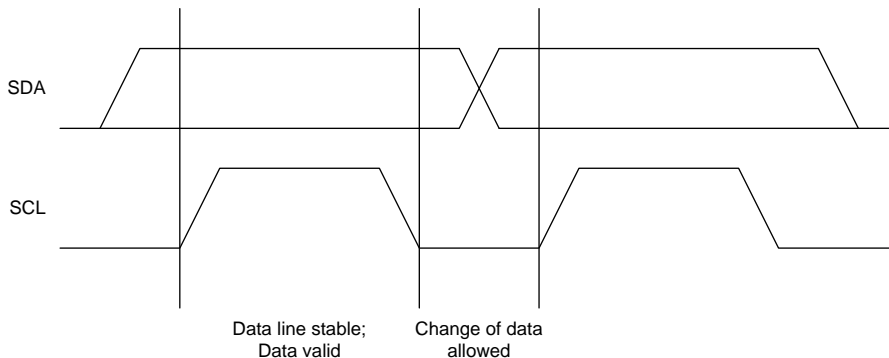 SDA
SCL
Data line stable;
Data valid
Change of data
allowed